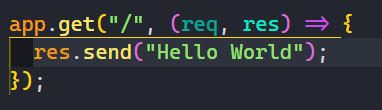 app.get("/", (req, res) => {
  res.send("Hello World");
});